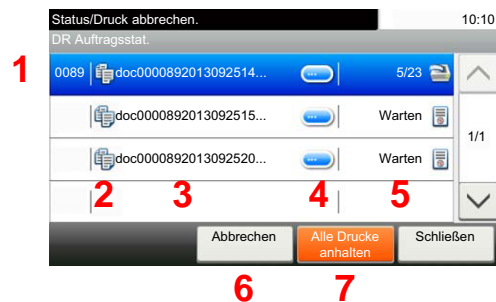 Status/Druck abbrechen. 10:10
DR Auftragsstat.
1 0089 doc0000892013092514... ... 5/23
doc0000892013092515... ... Warten
1/1
doc0000892013092520... ... Warten
2 3 4 5
Abbrechen Alle Drucke anhalten Schließen
6 7